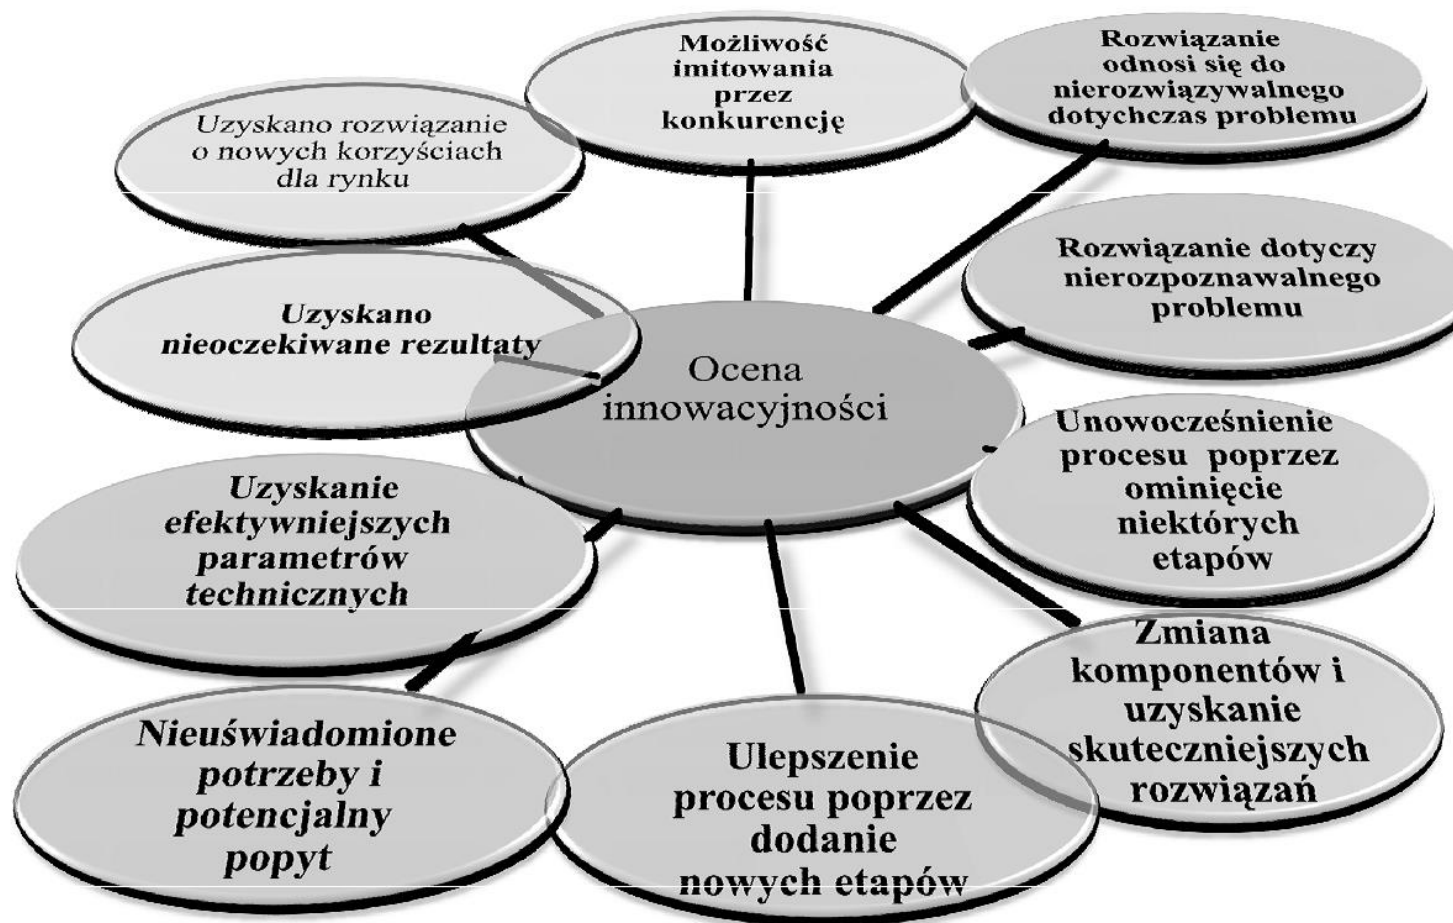 Możliwość
imitowania
przez
konkurencję
Rozwiązanie
odnosi się do
nierozwiązywalnego
dotychczas problemu
Uzyskano rozwiązanie
o nowych korzyściach
dla rynku
Rozwiązanie dotyczy
nierozpoznawalnego
problemu
Uzyskano
nieoczekiwane rezultaty
Ocena
innowacyjności
Unowocześnienie
procesu poprzez
ominięcie
niektórych
etapów
Uzyskanie
efektywniejszych
parametrów
technicznych
Zmiana
komponentów i
uzyskanie
skuteczniejszych
rozwiązań
Nieuświadomione
potrzeby i
potencjalny
popyt
Ulepszenie
procesu poprzez
dodanie
nowych etapów